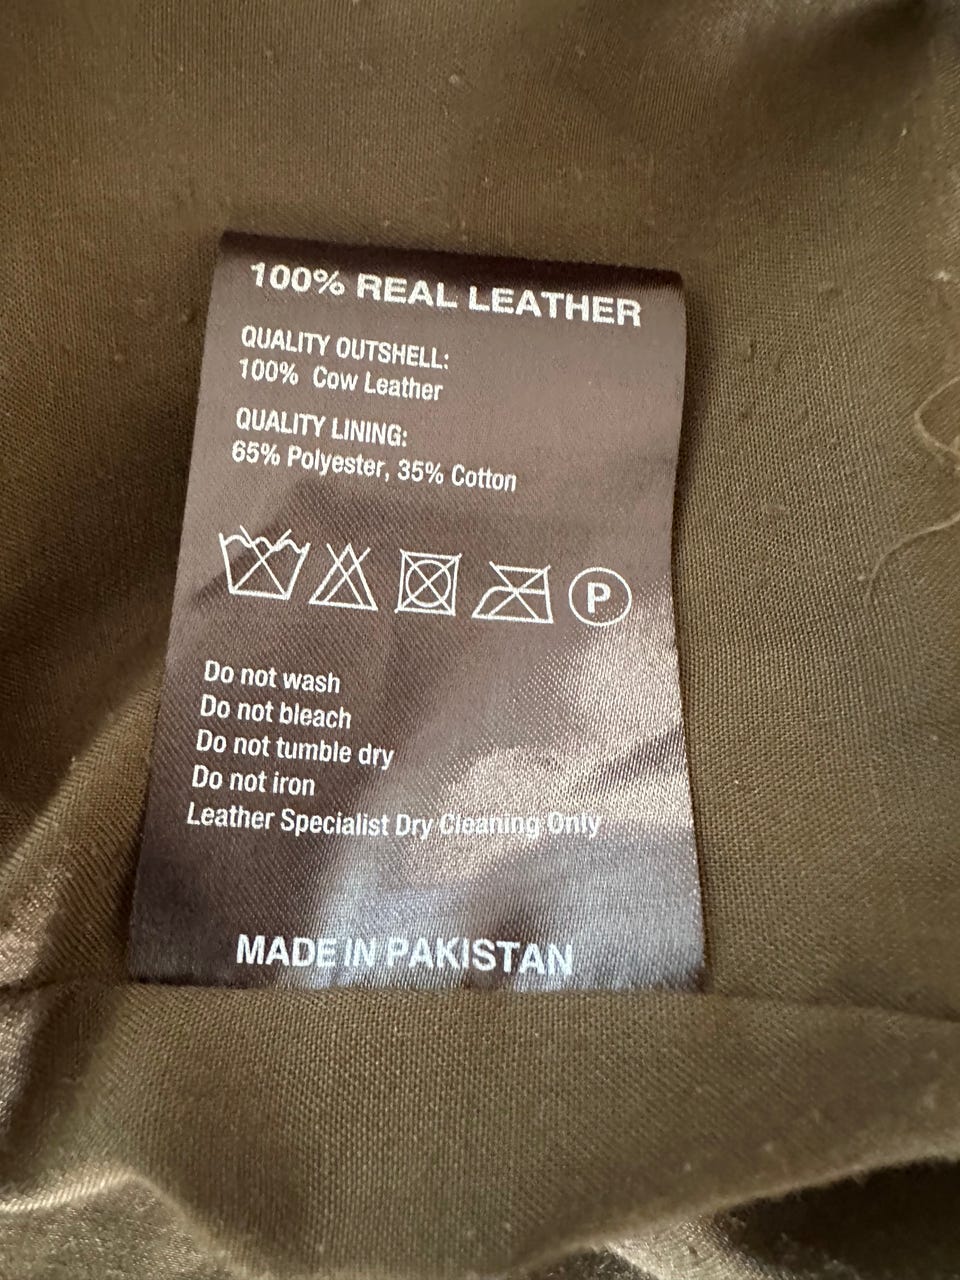 100% REAL LEATHER
QUALITY OUTSHELL:
100% Cow Leather
QUALITY LINING:
65% Polyester, 35% Cotton
P
Do not wash
Do not bleach
Do not tumble dry
Do not iron
Leather Specialist Dry Cleaning Only
MADE IN PAKISTAN